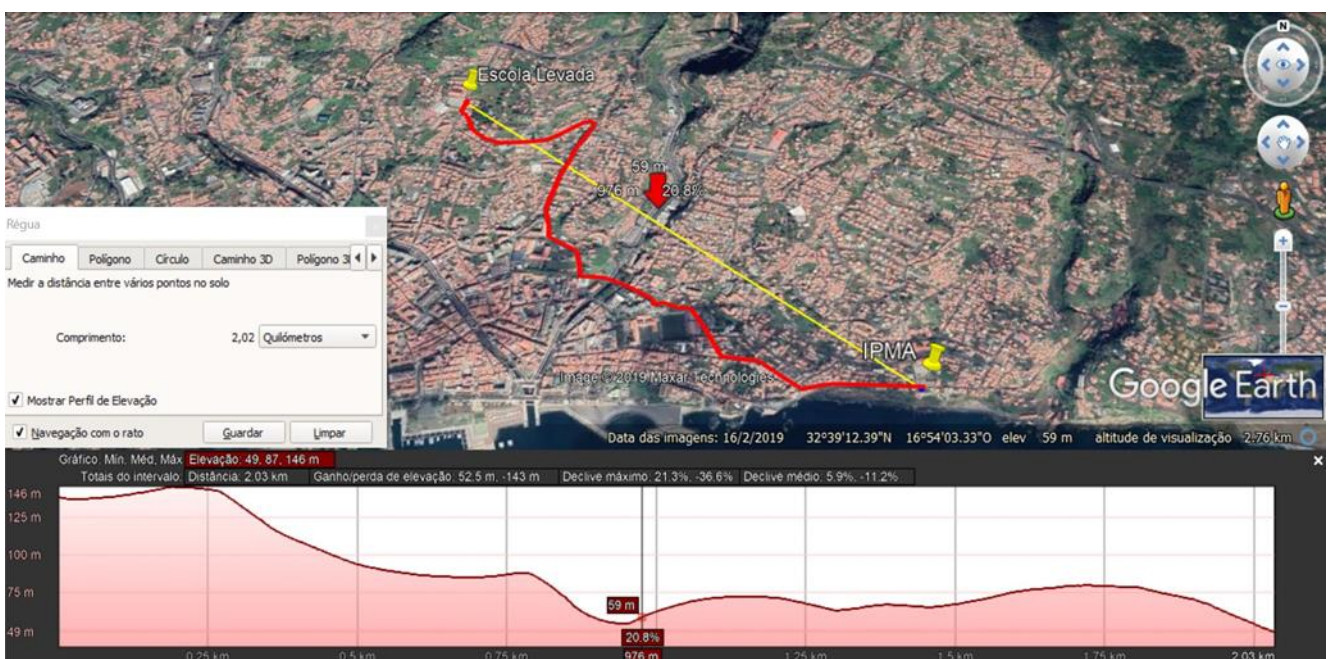 N
Escola Levada
59 m
976 m 20.8%
Régua
Caminho Polígono Círculo Caminho 3D Polígono 3D
Medir a distância entre vários pontos no solo
Comprimento: 2,02 Quilómetros
IPMA
Image © 2019 Maxar Technologies
Google Earth
Mostrar Perfil de Elevação
Navegação com o rato Guardar Limpar
Data das imagens: 16/2/2019 32°39'12.39"N 16°54'03.33"O elev 59 m altitude de visualização 2.76 km
Gráfico: Mín, Méd, Máx Elevação: 49, 87, 146 m
Totais do intervalo: Distância: 2.03 km Ganho/perda de elevação: 52.5 m, -143 m Declive máximo: 21.3%, -36.6% Declive médio: 5.9%, -11.2%
146 m
125 m
100 m
75 m
59 m
49 m
20.8%
0.25 km 0.5 km 0.75 km 976 m 1.25 km 1.5 km 1.75 km 2.03 km